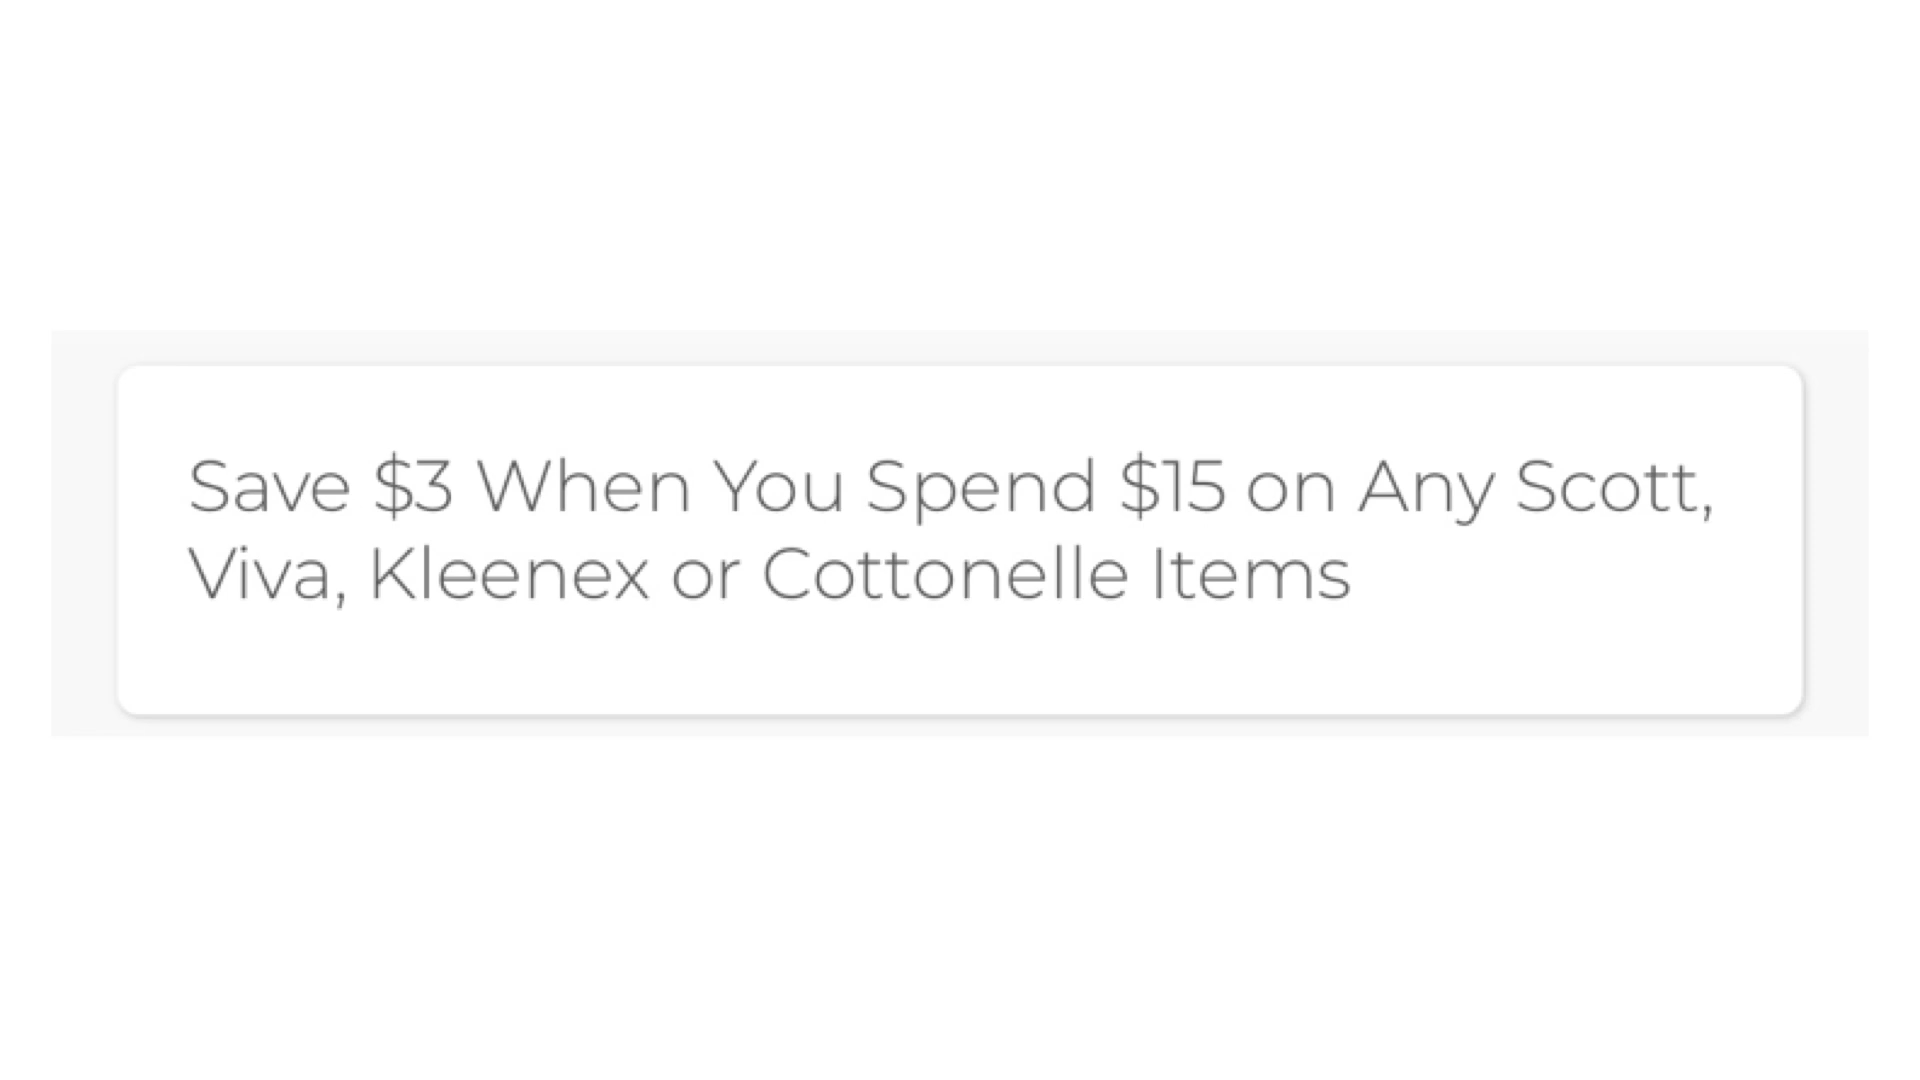 Save $3 When You Spend $15 on Any Scott,
Viva, Kleenex or Cottonelle Items